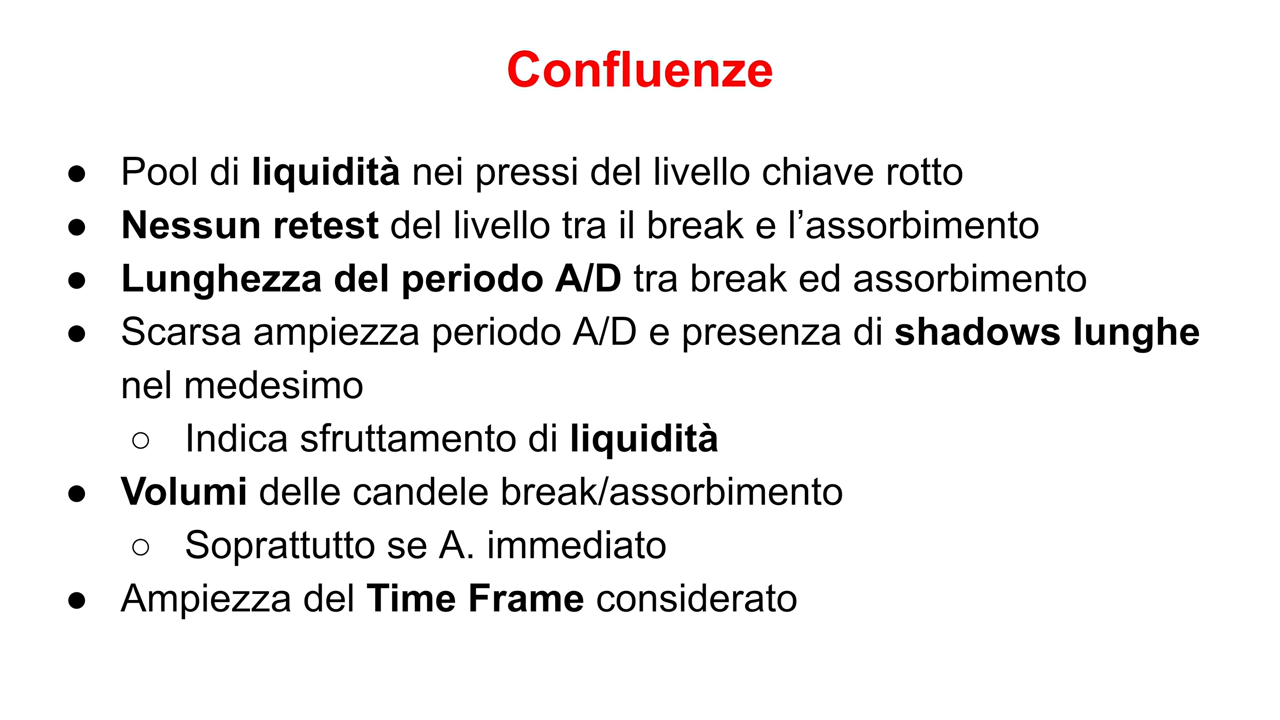 Confluenze
● Pool di liquidità nei pressi del livello chiave rotto
● Nessun retest del livello tra il break e l’assorbimento
● Lunghezza del periodo A/D tra break ed assorbimento
● Scarsa ampiezza periodo A/D e presenza di shadows lunghe
nel medesimo
○ Indica sfruttamento di liquidità
● Volumi delle candele break/assorbimento
○ Soprattutto se A. immediato
● Ampiezza del Time Frame considerato